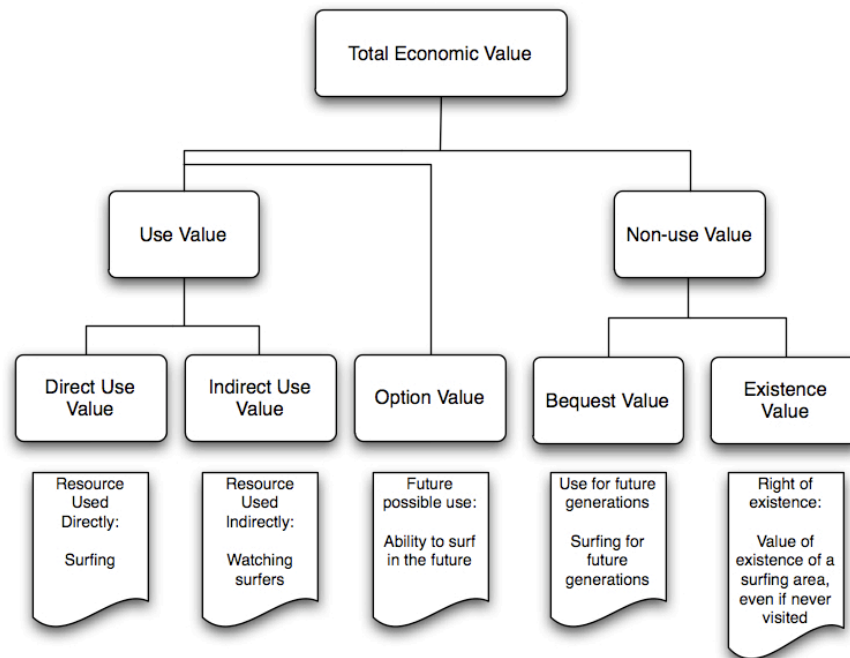 Total Economic Value
Use Value
Non-use Value
Direct Use
Value
Indirect Use
Value
Option Value
Bequest Value
Existence
Value
Resource
Used
Directly:
Surfing
Resource
Used
Indirectly:
Watching
surfers
Future
possible use:
Ability to surf
in the future
Use for future
generations
Surfing for
future
generations
Right of
existence:
Value of
existence of a
surfing area,
even if never
visited